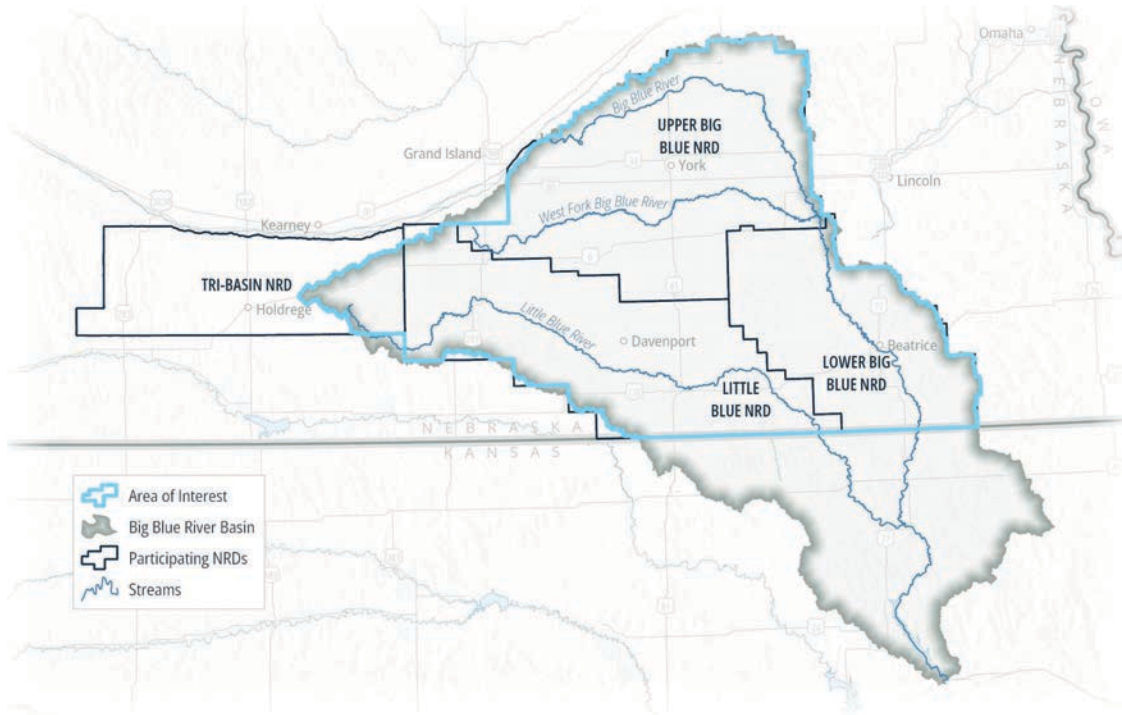 Omaha
NEBRASKA
IOWA
Big Blue River
UPPER BIG
BLUE NRD
Grand Island
York
Lincoln
West Fork Big Blue River
Kearney
TRI-BASIN NRD
Holdrege
Little Blue River
Davenport
Beatrice
LOWER BIG
BLUE NRD
LITTLE
BLUE NRD
NEBRASKA
KANSAS
Area of Interest
Big Blue River Basin
Participating NRDs
Streams